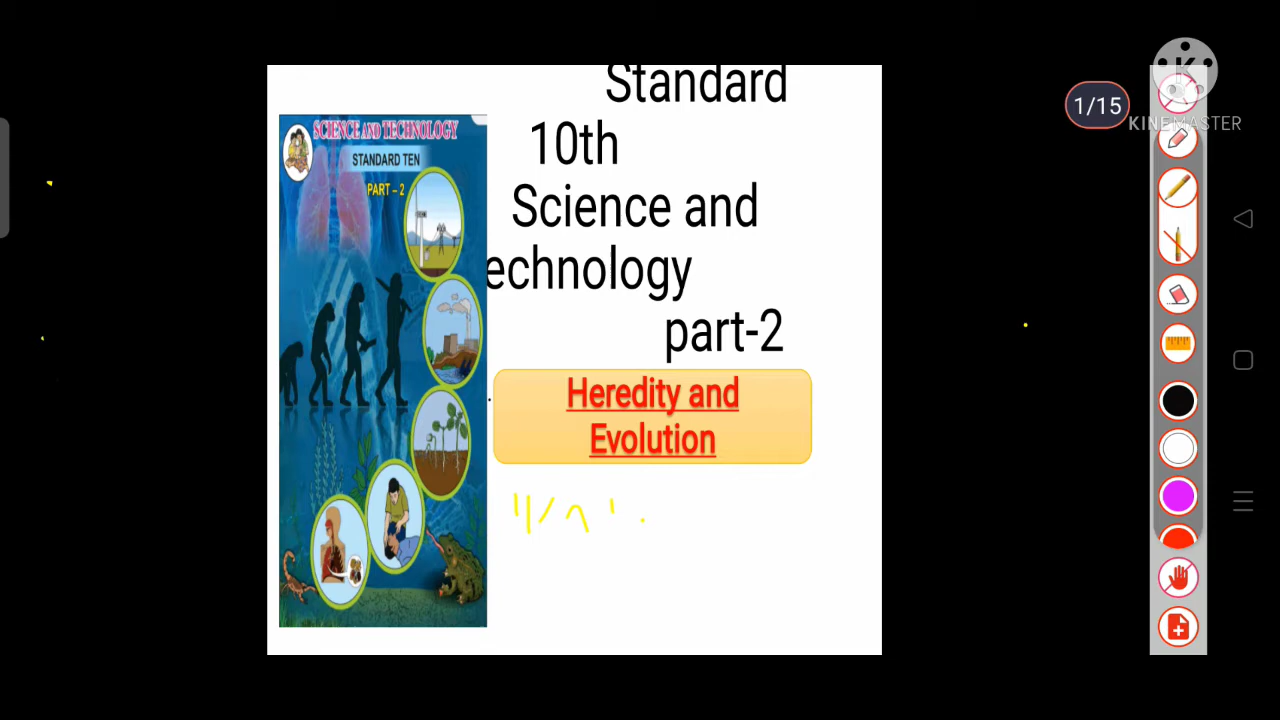 Standard
10th
Science and
echnology
part-2
Heredity and
Evolution
SCIENCE AND TECHNOLOGY
STANDARD TEN
PART – 2
1/15
KINEMASTER